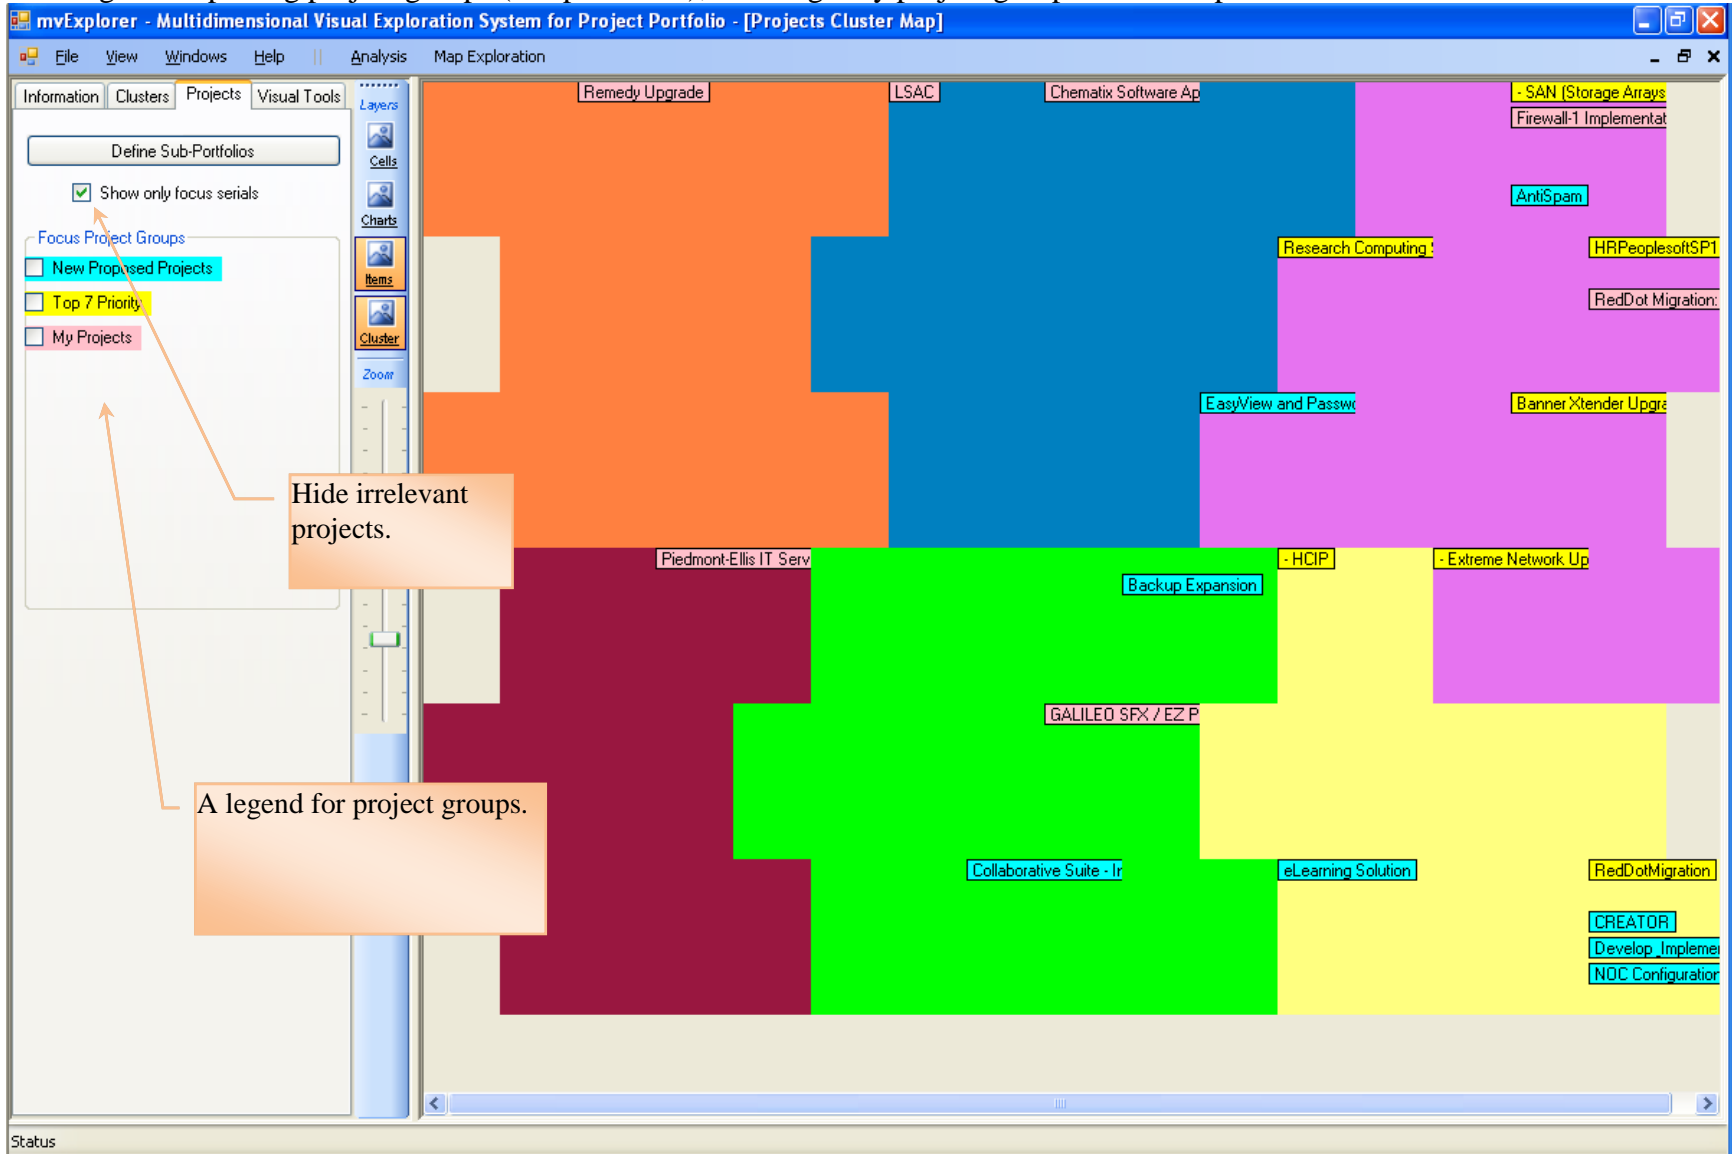 mvExplorer - Multidimensional Visual Exploration System for Project Portfolio - [Projects Cluster Map]
File View Windows Help || Analysis Map Exploration
Information Clusters Projects Visual Tools
Define Sub-Portfolios
Show only focus serials
Focus Project Groups
New Proposed Projects
Top 7 Priority
My Projects
Layers
Cells
Charts
Items
Cluster
Zoom
Hide irrelevant
projects.
A legend for project groups.
Remedy Upgrade
LSAC
Chematix Software Ap
- SAN (Storage Arrays
Firewall-1 Implementat
AntiSpam
Research Computing
HRPeoplesoftSP1
RedDot Migration:
EasyView and Passwo
Banner Xtender Upgra
Piedmont-Ellis IT Serv
- HCIP
- Extreme Network Up
Backup Expansion
GALILEO SFX / EZ P
Collaborative Suite - Ir
eLearning Solution
RedDotMigration
CREATOR
Develop_Implemen
NOC Configuration
Status